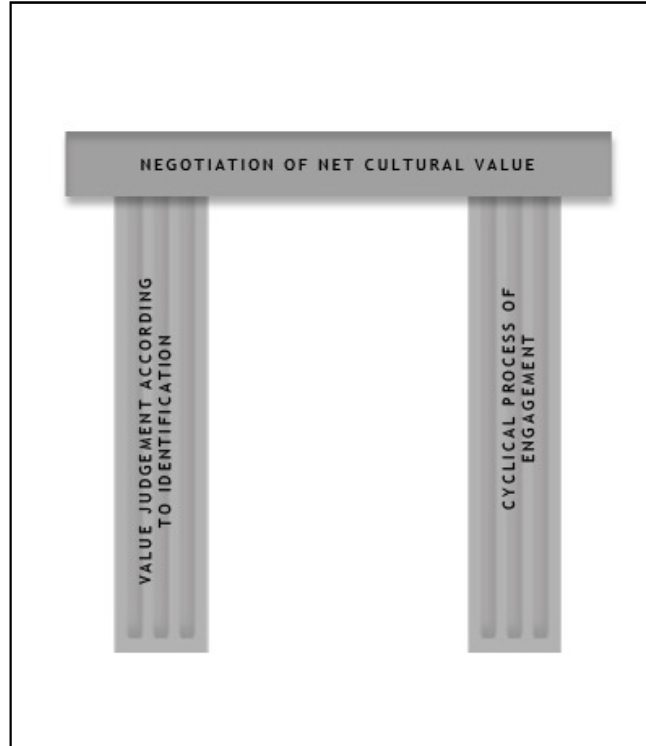 NEGOTIATION OF NET CULTURAL VALUE
VALUE JUDGEMENT ACCORDING
TO IDENTIFICATION
CYCLICAL PROCESS OF
ENGAGEMENT